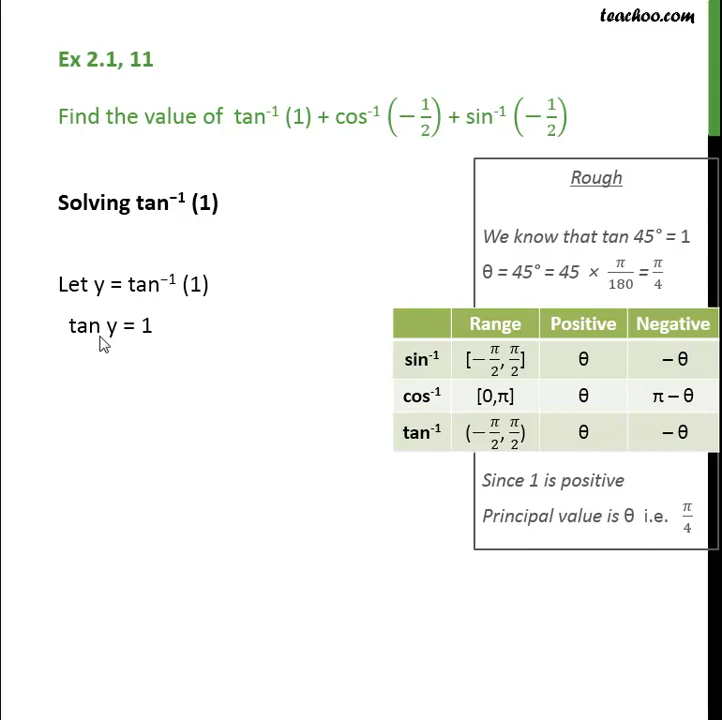 teachoo.com
Ex 2.1, 11
Find the value of tan⁻¹ (1) + cos⁻¹ (−1/2) + sin⁻¹ (−1/2)
Solving tan⁻¹ (1)
Let y = tan⁻¹ (1)
tan y = 1
Rough
We know that tan 45° = 1
θ = 45° = 45 × π/180 = π/4
Range Positive Negative
sin⁻¹ [−π/2, π/2] θ – θ
cos⁻¹ [0,π] θ π – θ
tan⁻¹ (−π/2, π/2) θ – θ
Since 1 is positive
Principal value is θ i.e. π/4